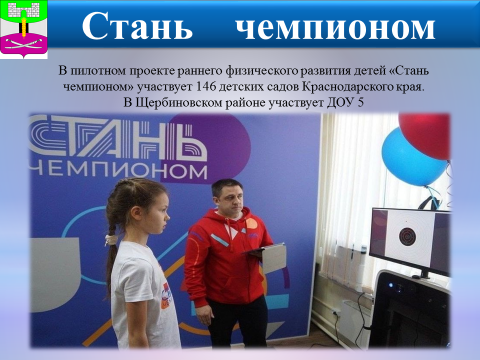 Стань чемпионом
В пилотном проекте раннего физического развития детей «Стань
чемпионом» участвует 146 детских садов Краснодарского края.
В Щербиновском районе участвует ДОУ 5
СТАНЬ
ЧЕМПИОНОМ